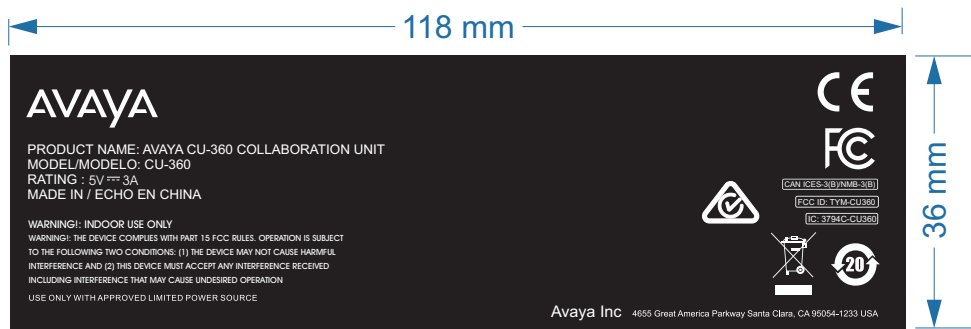 118 mm
AVAYA
PRODUCT NAME: AVAYA CU-360 COLLABORATION UNIT
MODEL/MODELO: CU-360
RATING : 5V⎓3A
MADE IN / ECHO EN CHINA
WARNING!: INDOOR USE ONLY
WARNING!: THE DEVICE COMPLIES WITH PART 15 FCC RULES. OPERATION IS SUBJECT
TO THE FOLLOWING TWO CONDITIONS: (1) THE DEVICE MAY NOT CAUSE HARMFUL
INTERFERENCE AND (2) THIS DEVICE MUST ACCEPT ANY INTERFERENCE RECEIVED
INCLUDING INTERFERENCE THAT MAY CAUSE UNDESIRED OPERATION
USE ONLY WITH APPROVED LIMITED POWER SOURCE
CE
FC
CAN ICES-3(B)/NMB-3(B)
FCC ID: TYM-CU360
IC: 3794C-CU360
20
Avaya Inc 4655 Great America Parkway Santa Clara, CA 95054-1233 USA
36 mm